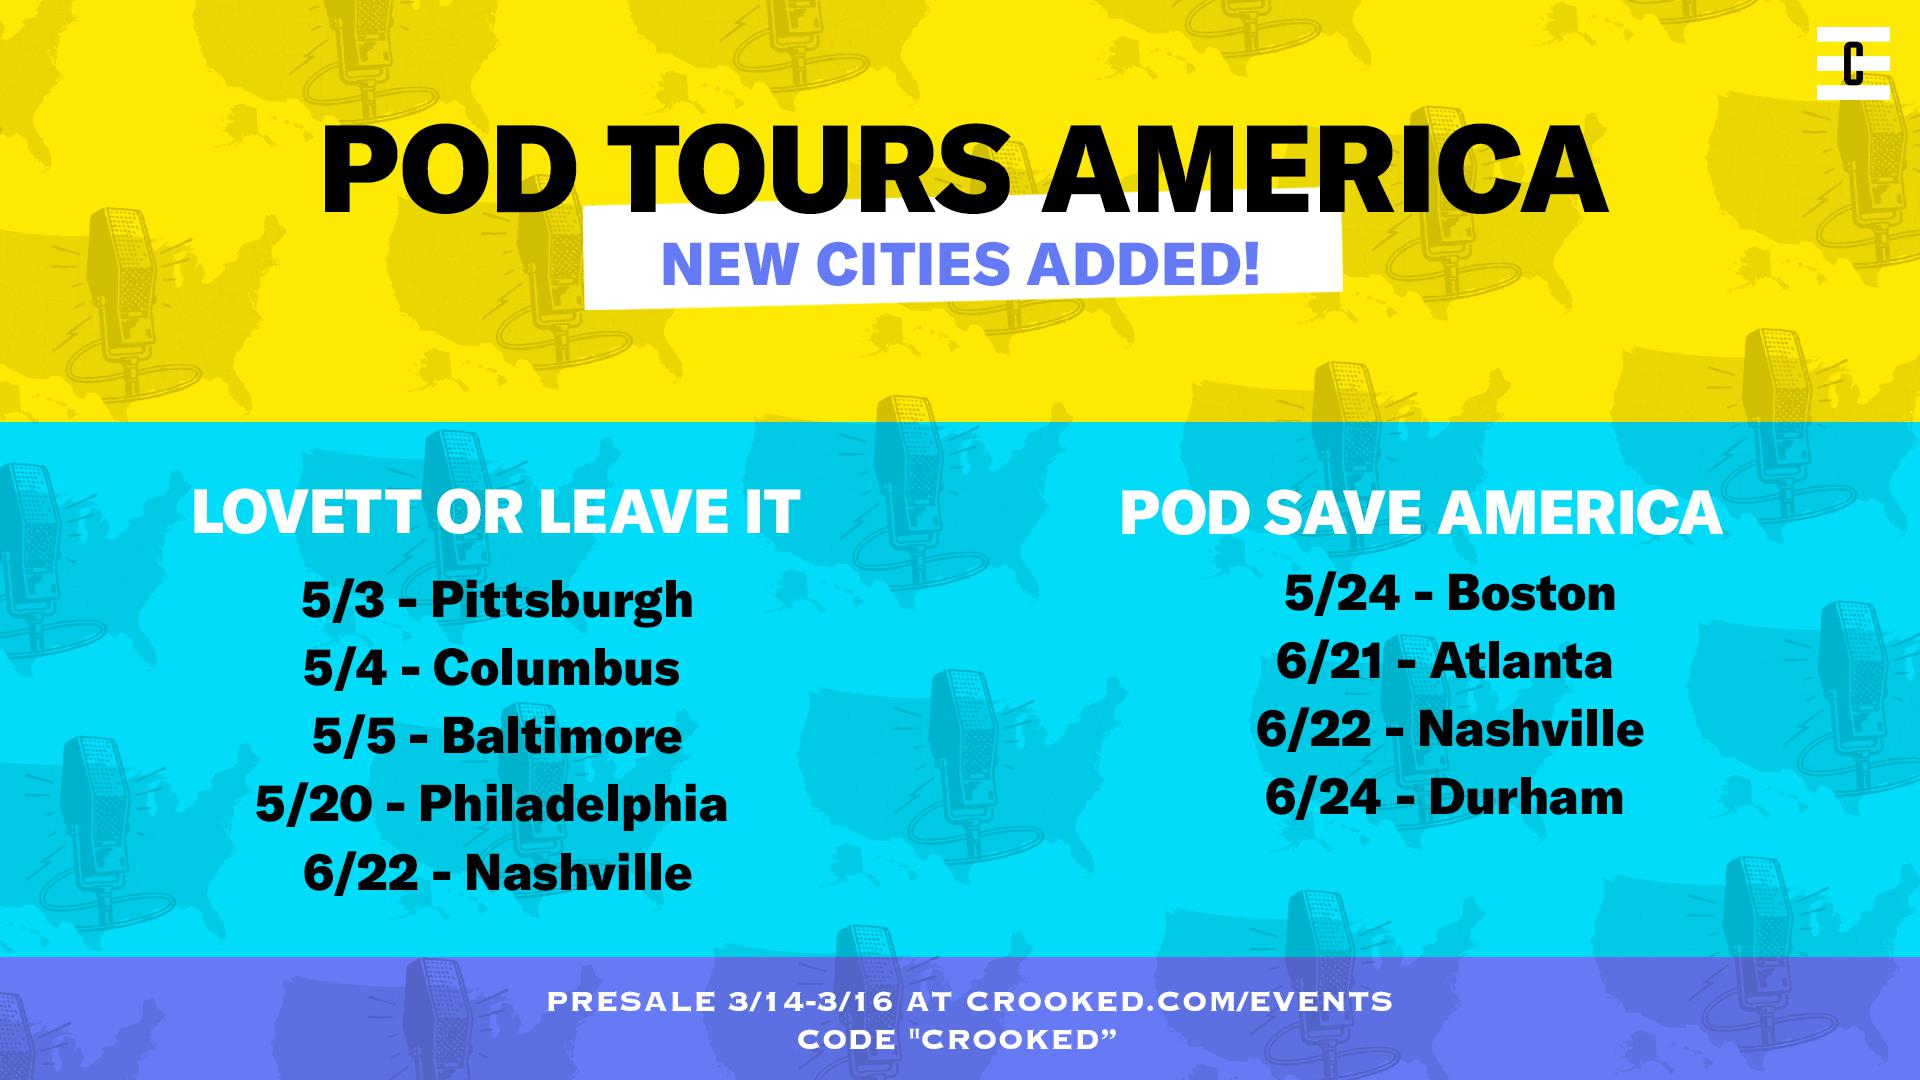 C
POD TOURS AMERICA
NEW CITIES ADDED!
LOVETT OR LEAVE IT
5/3 - Pittsburgh
5/4 - Columbus
5/5 - Baltimore
5/20 - Philadelphia
6/22 - Nashville
POD SAVE AMERICA
5/24 - Boston
6/21 - Atlanta
6/22 - Nashville
6/24 - Durham
PRESALE 3/14-3/16 AT CROOKED.COM/EVENTS
CODE "CROOKED”